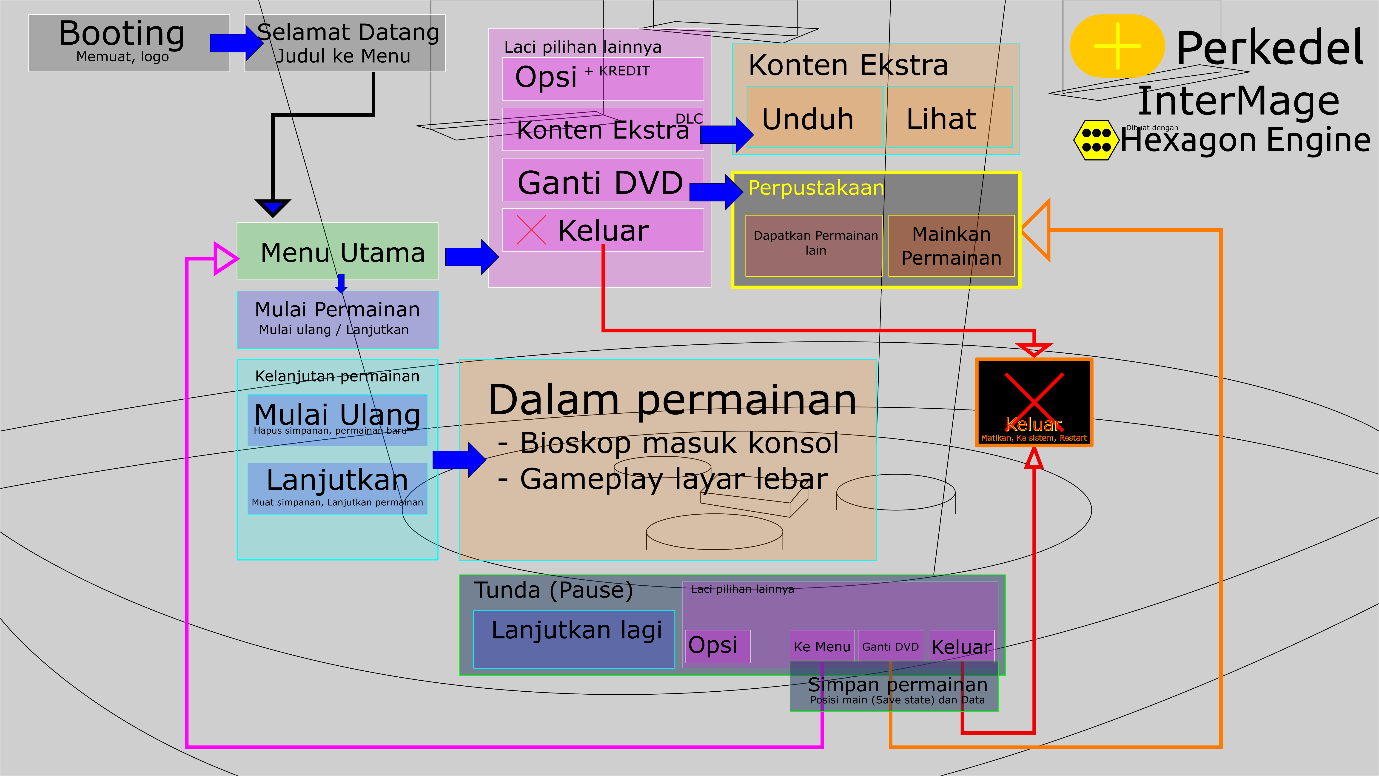 Booting
Memuat, logo
Selamat Datang
Judul ke Menu
Laci pilihan lainnya
Opsi + KREDIT
Konten Ekstra DLC
Ganti DVD
Keluar
Konten Ekstra
Unduh
Lihat
Perpustakaan
Dapatkan Permainan
lain
Mainkan
Permainan
Perkedel
InterMage
Dibuat dengan
Hexagon Engine
Menu Utama
Mulai Permainan
Mulai ulang / Lanjutkan
Kelanjutan permainan
Mulai Ulang
Hapus simpanan, permainan baru
Lanjutkan
Muat simpanan, Lanjutkan permainan
Dalam permainan
- Bioskop masuk konsol
- Gameplay layar lebar
Keluar
Matikan, Ke sistem, Restart
Tunda (Pause)
Lanjutkan lagi
Laci pilihan lainnya
Opsi
Ke Menu
Ganti DVD
Keluar
Simpan permainan
Posisi main (Save state) dan Data